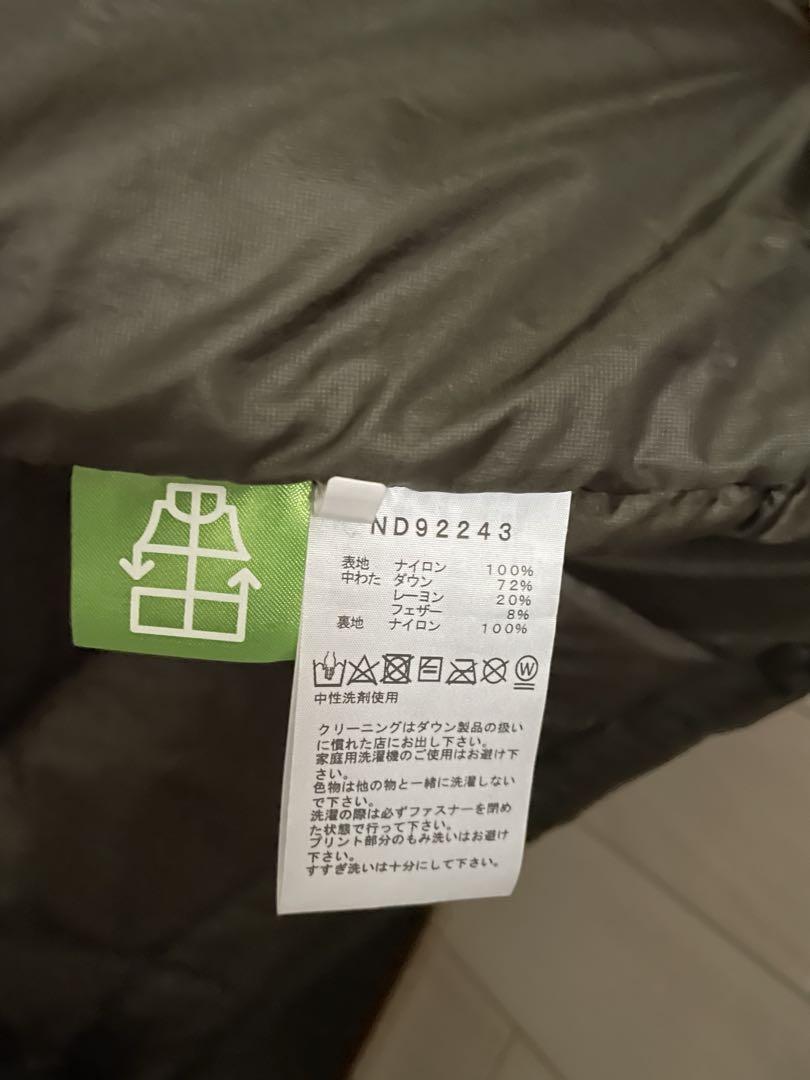 ND92243
表地 ナイロン 100%
中わた ダウン 72%
レーヨン 20%
フェザー 8%
裏地 ナイロン 100%
W
中性洗剤使用
クリーニングはダウン製品の扱い
に慣れた店にお出し下さい。
家庭用洗濯機のご使用はお避け下
さい。
色物は他の物と一緒に洗濯しない
で下さい。
洗濯の際は必ずファスナーを閉め
た状態で行って下さい。
プリント部分のもみ洗いはお避け
下さい。
すすぎ洗いは十分にして下さい。